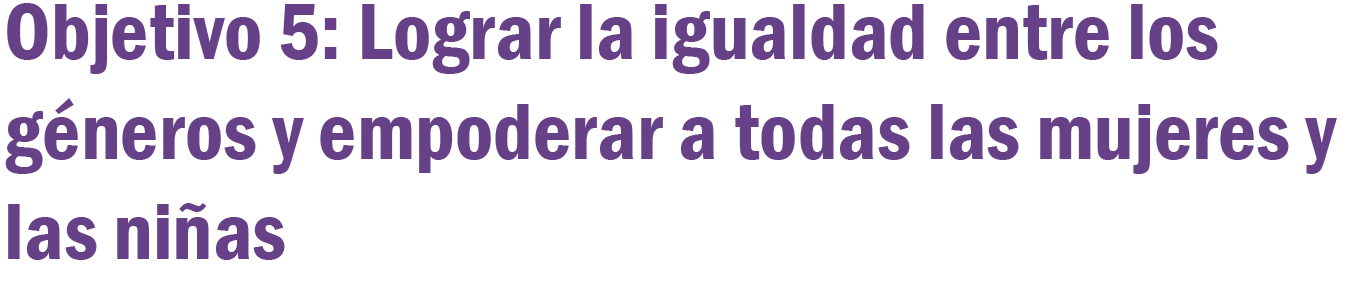 Objetivo 5: Lograr la igualdad entre los
géneros y empoderar a todas las mujeres y
las niñas